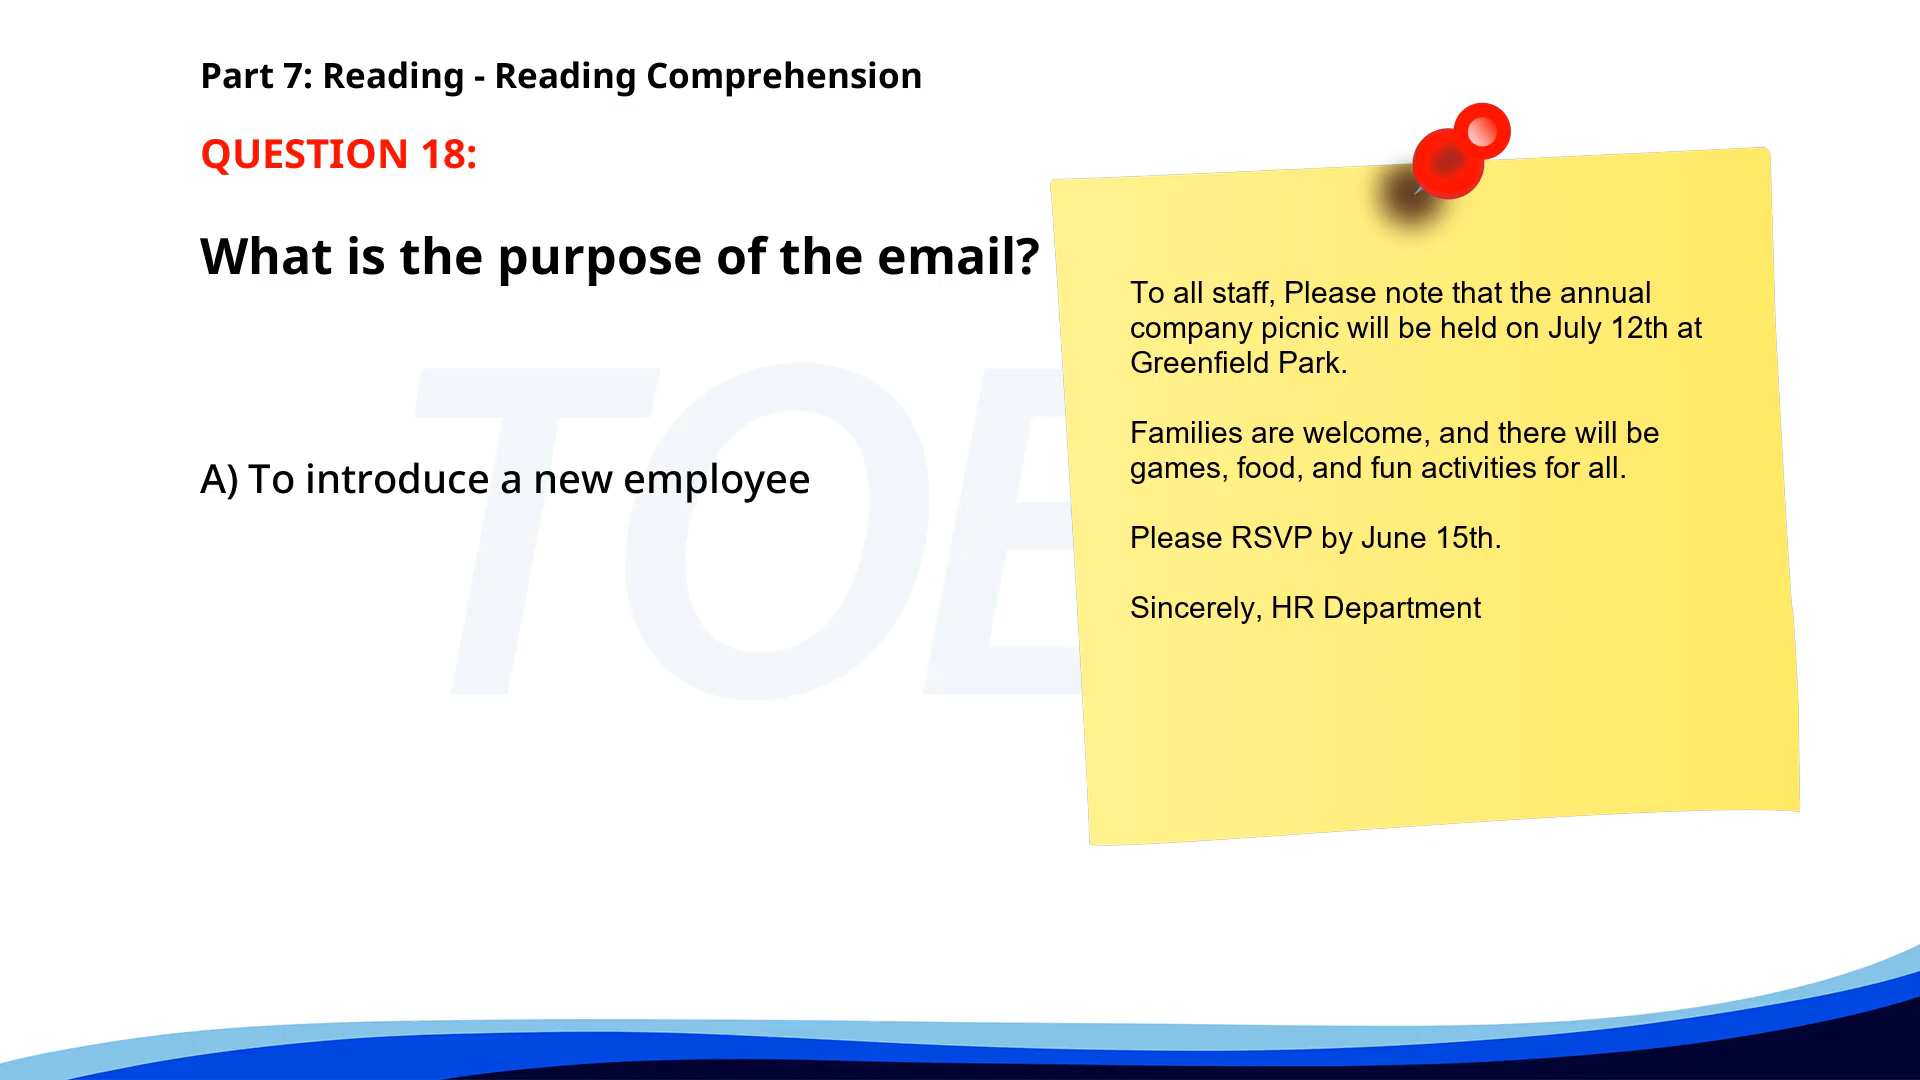 Part 7: Reading - Reading Comprehension
QUESTION 18:
What is the purpose of the email?
A) To introduce a new employee
To all staff, Please note that the annual
company picnic will be held on July 12th at
Greenfield Park.
Families are welcome, and there will be
games, food, and fun activities for all.
Please RSVP by June 15th.
Sincerely, HR Department